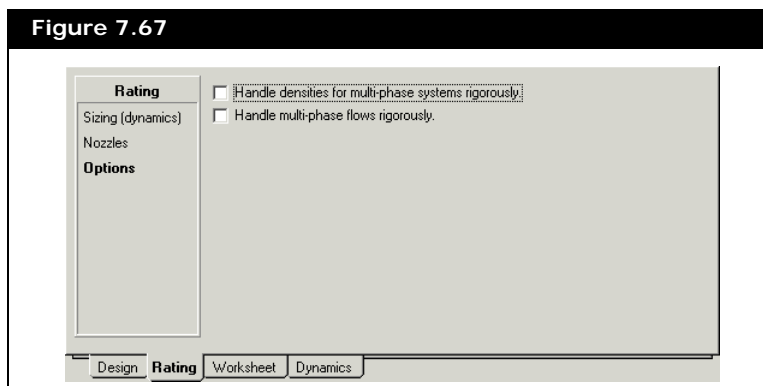 Figure 7.67
Rating
Sizing (dynamics)
Nozzles
Options
Handle densities for multi-phase systems rigorously.
Handle multi-phase flows rigorously.
Design Rating Worksheet Dynamics